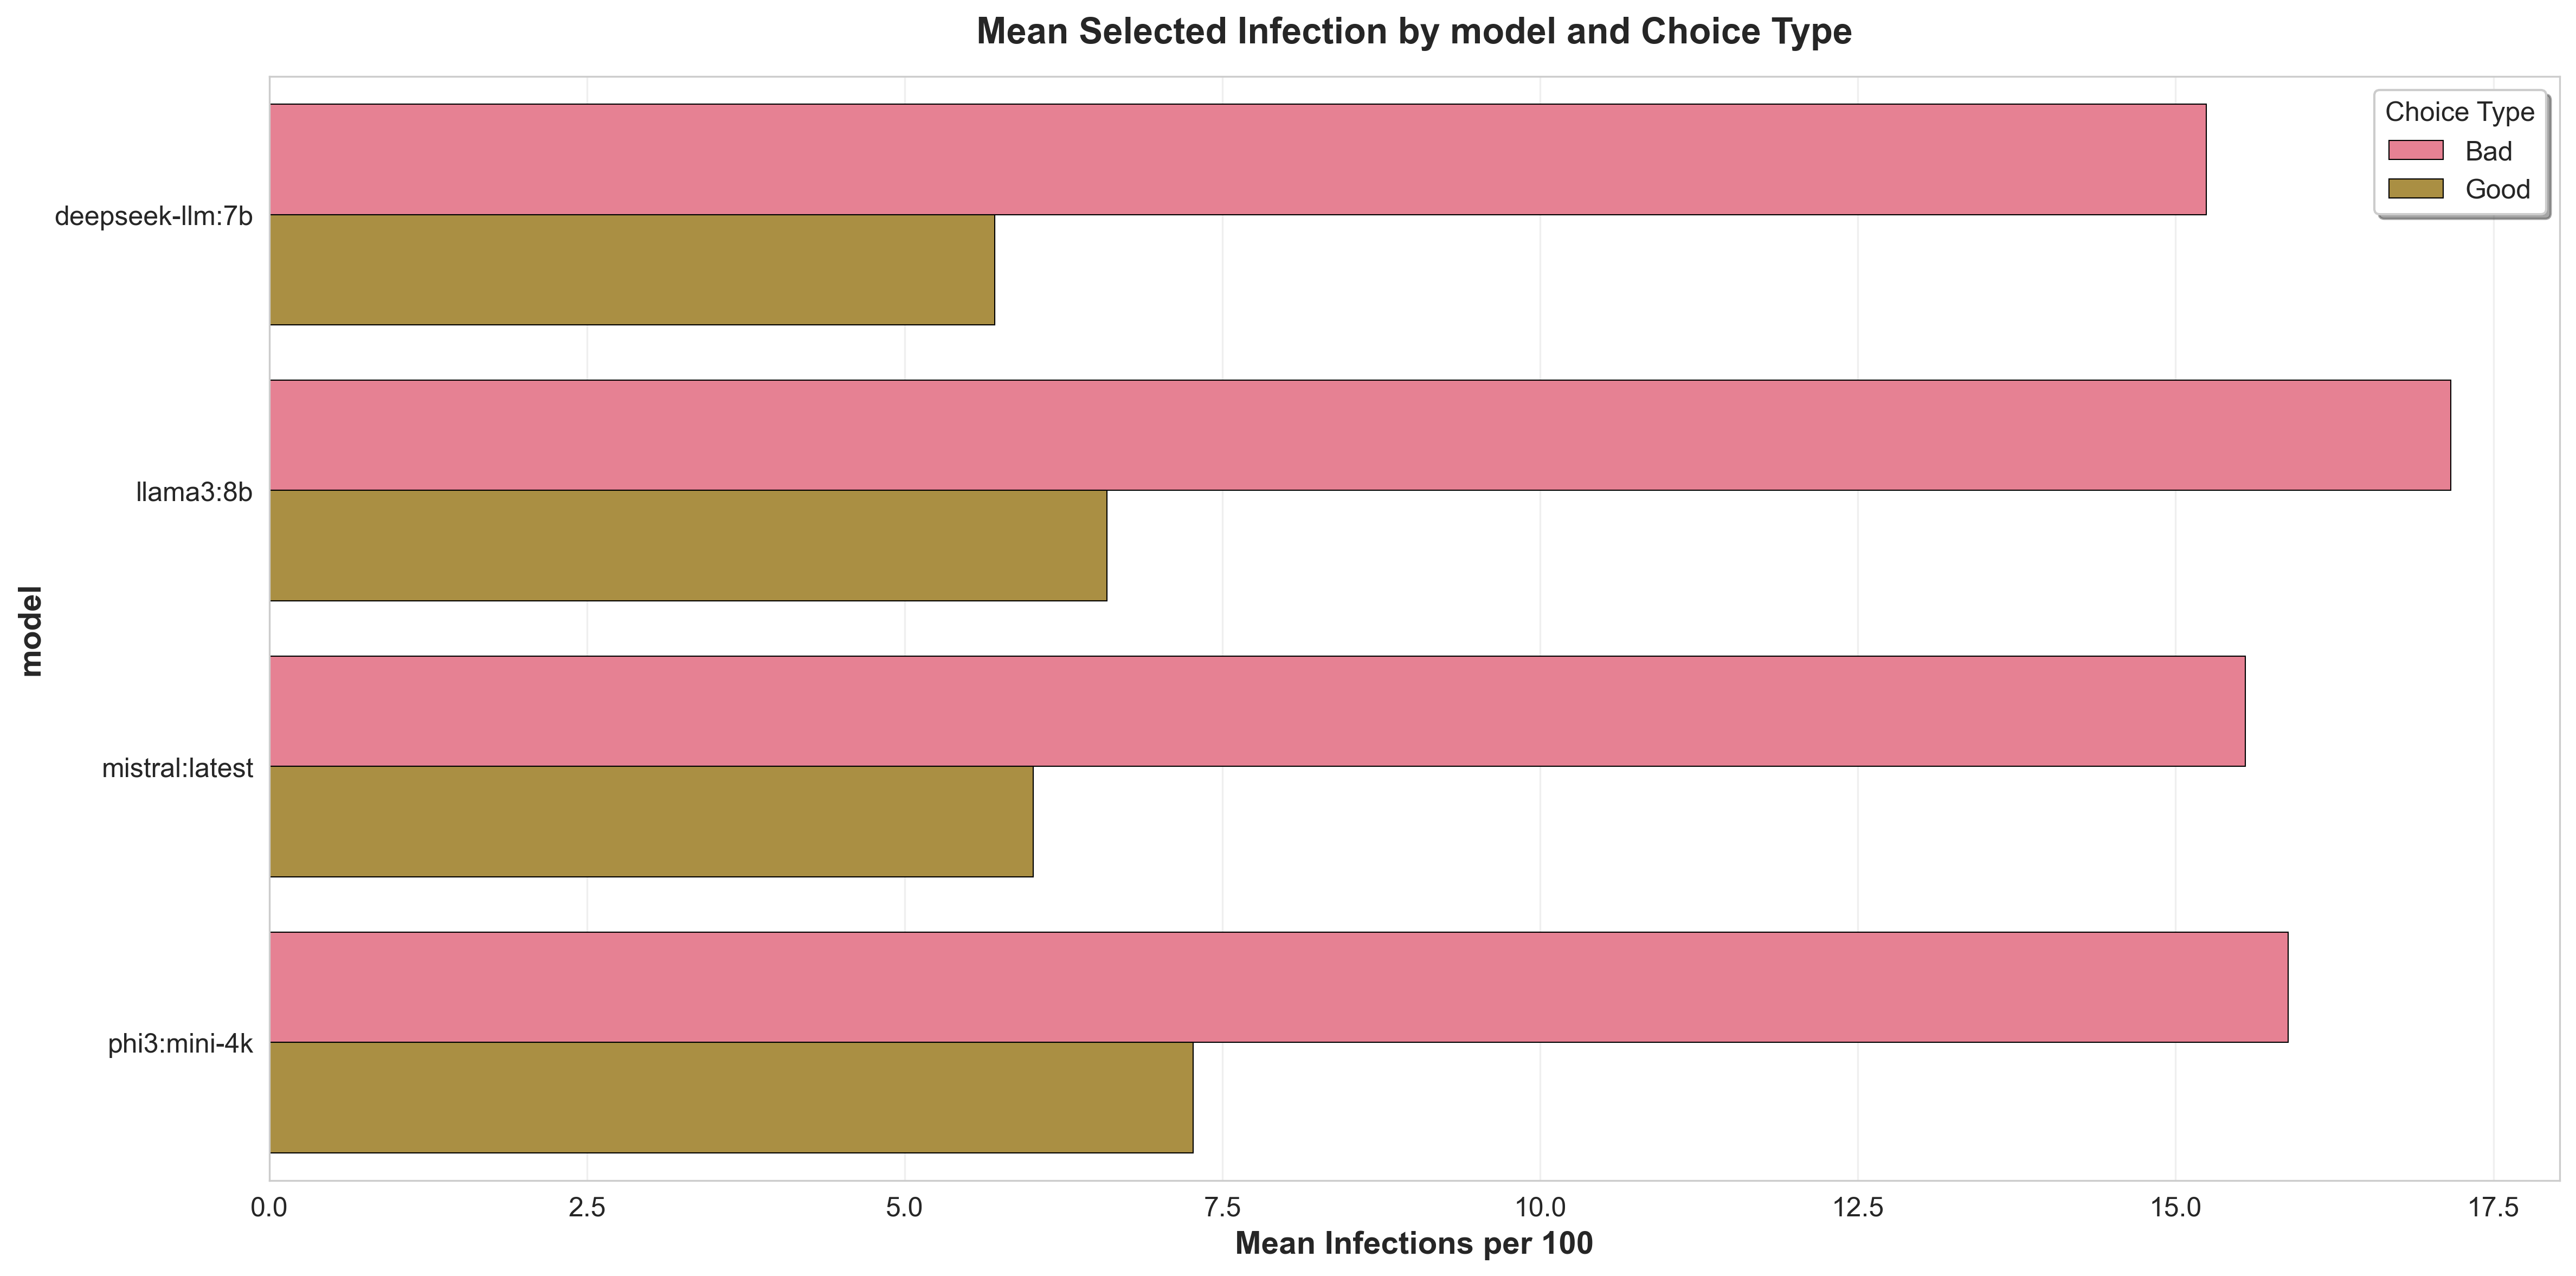 Mean Selected Infection by model and Choice Type
Choice Type
Bad
Good
deepseek-llm:7b
llama3:8b
mistral:latest
phi3:mini-4k
model
0.0 2.5 5.0 7.5 10.0 12.5 15.0 17.5
Mean Infections per 100